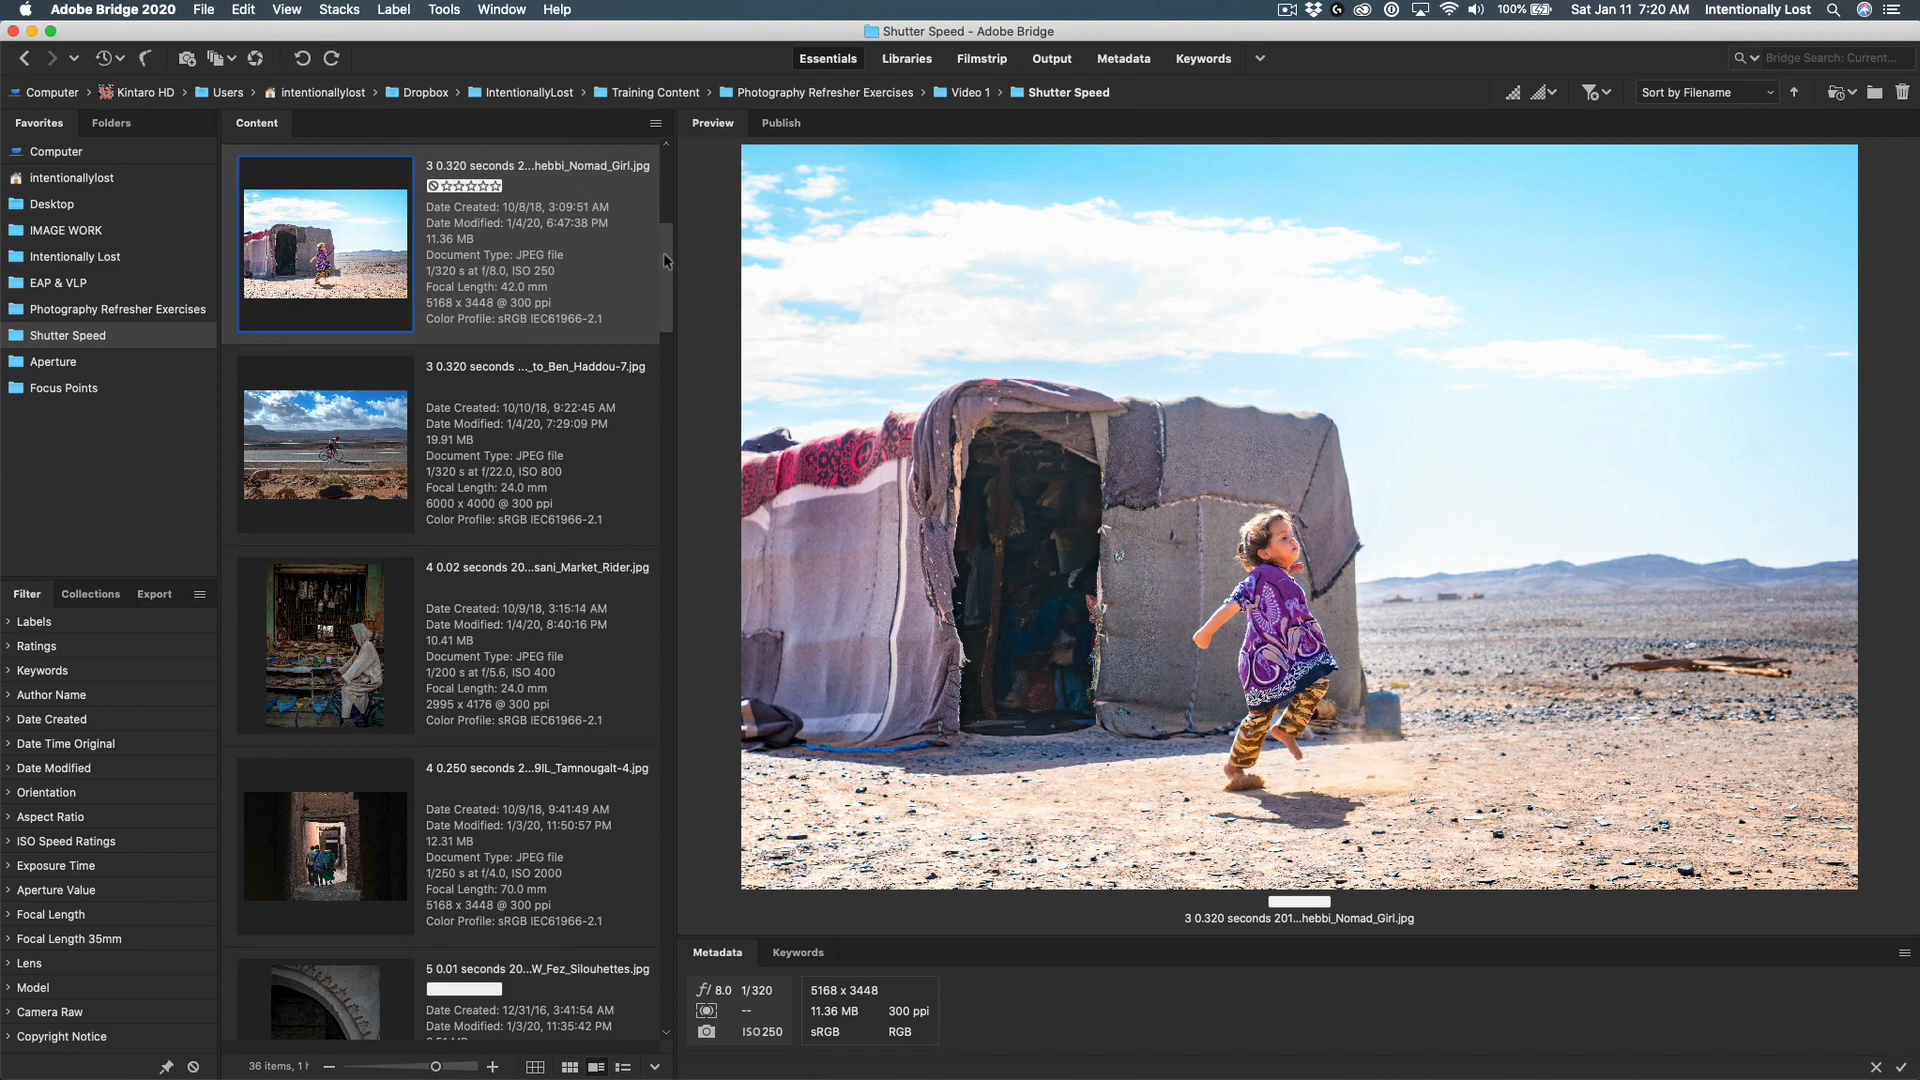 Adobe Bridge 2020 File Edit View Stacks Label Tools Window Help 100% Sat Jan 11 7:20 AM Intentionally Lost
Shutter Speed - Adobe Bridge
Essentials Libraries Filmstrip Output Metadata Keywords Bridge Search: Current...
Computer Kintaro HD Users intentionallylost Dropbox IntentionallyLost Training Content Photography Refresher Exercises Video 1 Shutter Speed Sort by Filename
Favorites Folders
Computer
intentionallylost
Desktop
IMAGE WORK
Intentionally Lost
EAP & VLP
Photography Refresher Exercises
Shutter Speed
Aperture
Focus Points
Filter Collections Export
Labels
Ratings
Keywords
Author Name
Date Created
Date Time Original
Date Modified
Orientation
Aspect Ratio
ISO Speed Ratings
Exposure Time
Aperture Value
Focal Length
Focal Length 35mm
Lens
Model
Camera Raw
Copyright Notice
Content
3 0.320 seconds 2...hebbi_Nomad_Girl.jpg
Date Created: 10/8/18, 3:09:51 AM
Date Modified: 1/4/20, 6:47:38 PM
11.36 MB
Document Type: JPEG file
1/320 s at f/8.0, ISO 250
Focal Length: 42.0 mm
5168 x 3448 @ 300 ppi
Color Profile: sRGB IEC61966-2.1
3 0.320 seconds ..._to_Ben_Haddou-7.jpg
Date Created: 10/10/18, 9:22:45 AM
Date Modified: 1/4/20, 7:29:09 PM
19.91 MB
Document Type: JPEG file
1/320 s at f/22.0, ISO 800
Focal Length: 24.0 mm
6000 x 4000 @ 300 ppi
Color Profile: sRGB IEC61966-2.1
4 0.02 seconds 20...sani_Market_Rider.jpg
Date Created: 10/9/18, 3:15:14 AM
Date Modified: 1/4/20, 8:40:16 PM
10.41 MB
Document Type: JPEG file
1/200 s at f/5.6, ISO 400
Focal Length: 24.0 mm
2995 x 4176 @ 300 ppi
Color Profile: sRGB IEC61966-2.1
4 0.250 seconds 2...9IL_Tamnougalt-4.jpg
Date Created: 10/9/18, 9:41:49 AM
Date Modified: 1/3/20, 11:50:57 PM
12.31 MB
Document Type: JPEG file
1/250 s at f/4.0, ISO 2000
Focal Length: 70.0 mm
5168 x 3448 @ 300 ppi
Color Profile: sRGB IEC61966-2.1
5 0.01 seconds 20...W_Fez_Silouhettes.jpg
Date Created: 12/31/16, 3:41:54 AM
Date Modified: 1/3/20, 11:35:42 PM
36 items, 1
Preview Publish
3 0.320 seconds 201...hebbi_Nomad_Girl.jpg
Metadata Keywords
f/ 8.0 1/320
--
ISO250
5168 x 3448
11.36 MB 300 ppi
sRGB RGB